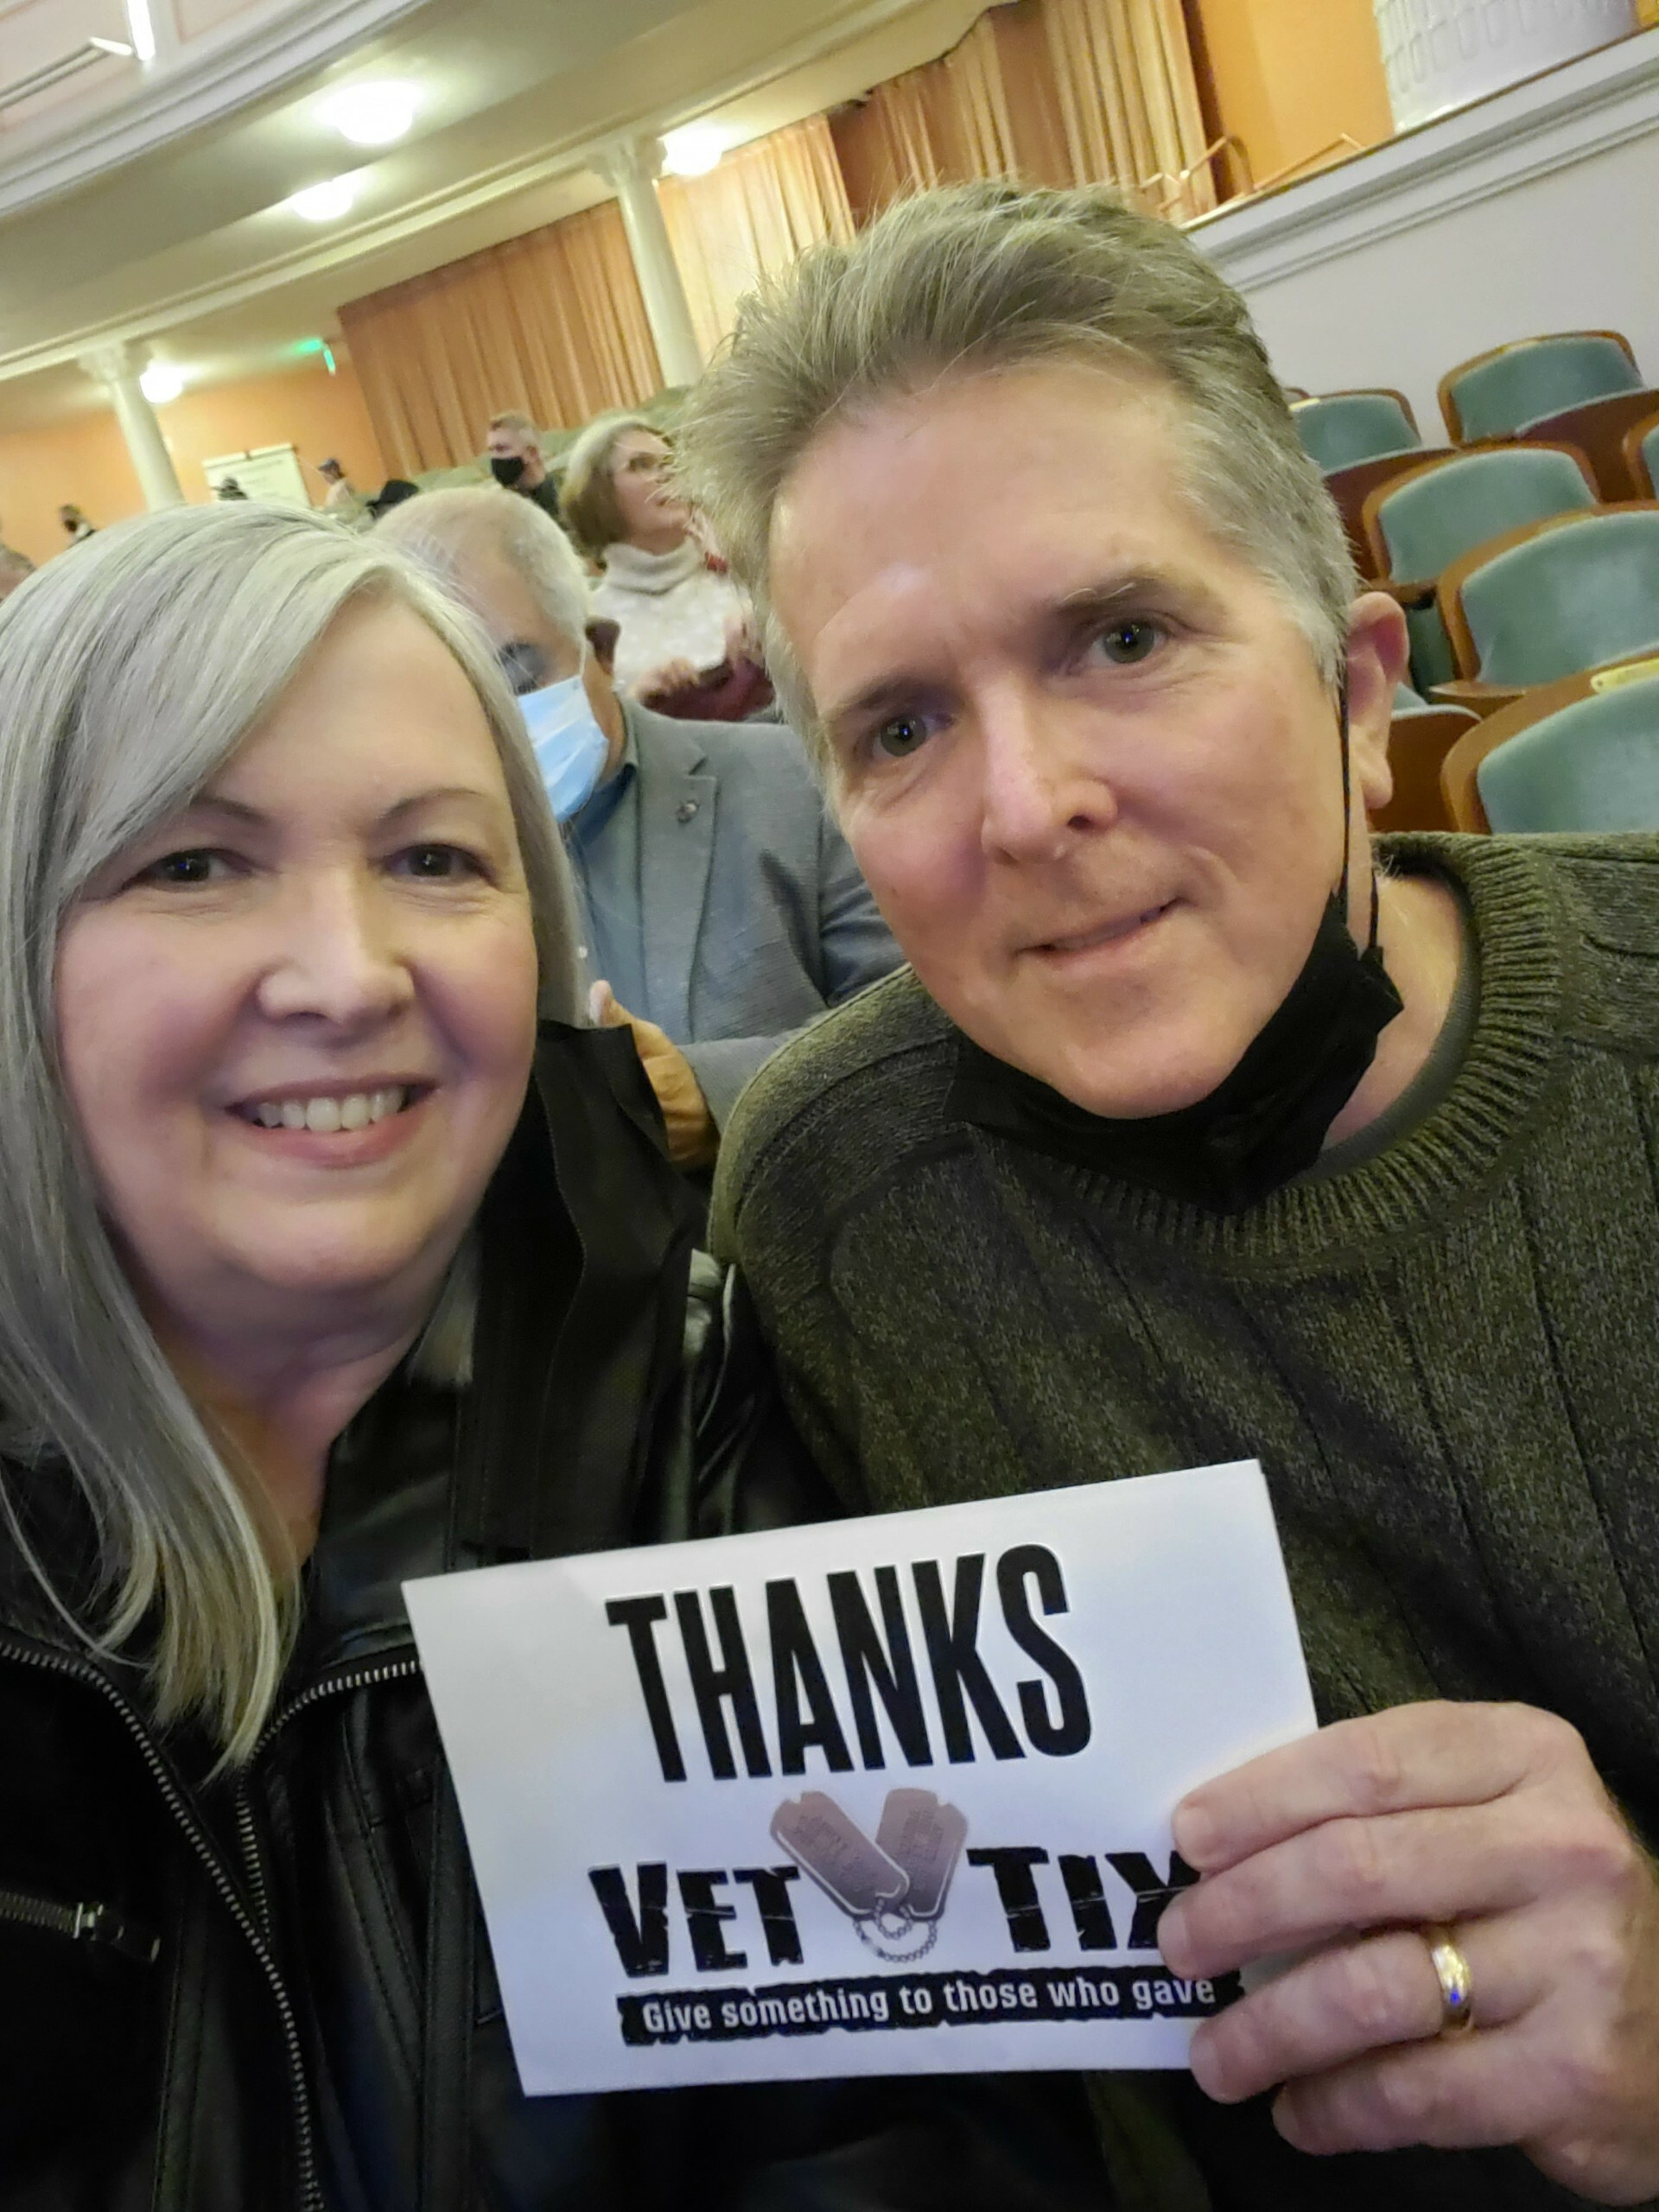 THANKS
VET TIX
Give something to those who gave